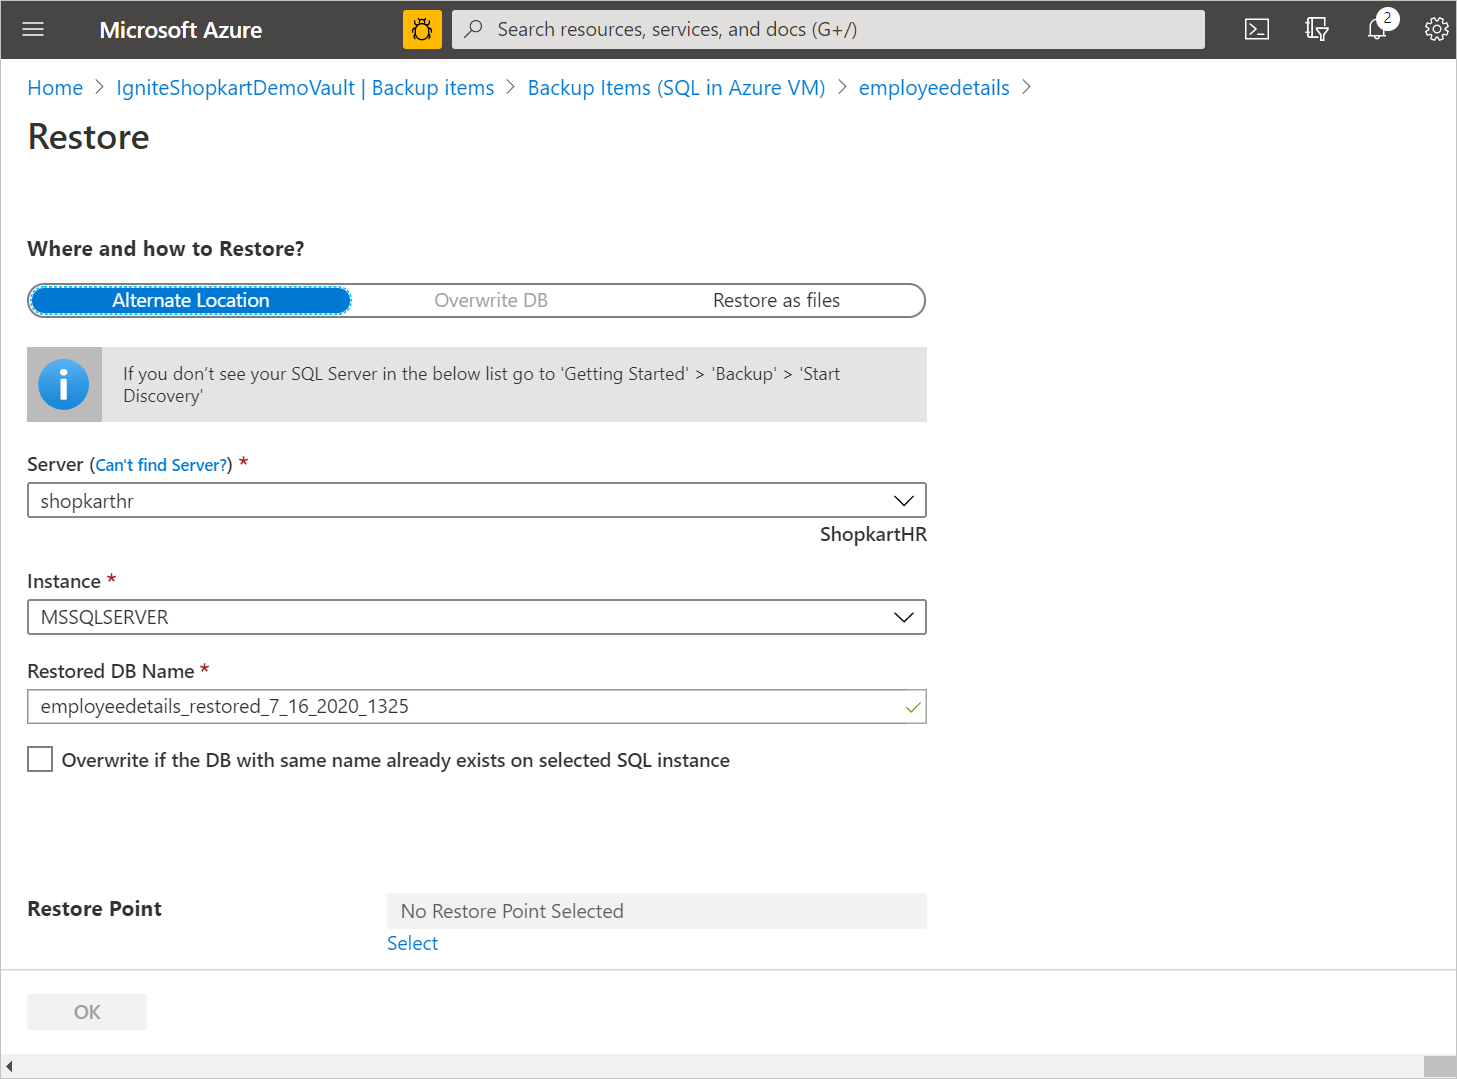 Microsoft Azure
Search resources, services, and docs (G+/)
2
Home > IgniteShopkartDemoVault | Backup items > Backup Items (SQL in Azure VM) > employeedetails >
Restore
Where and how to Restore?
Alternate Location
Overwrite DB
Restore as files
If you don't see your SQL Server in the below list go to 'Getting Started' > 'Backup' > 'Start
Discovery'
Server (Can't find Server?) *
shopkarthr
ShopkartHR
Instance *
MSSQLSERVER
Restored DB Name *
employeedetails_restored_7_16_2020_1325
Overwrite if the DB with same name already exists on selected SQL instance
Restore Point
No Restore Point Selected
Select
OK